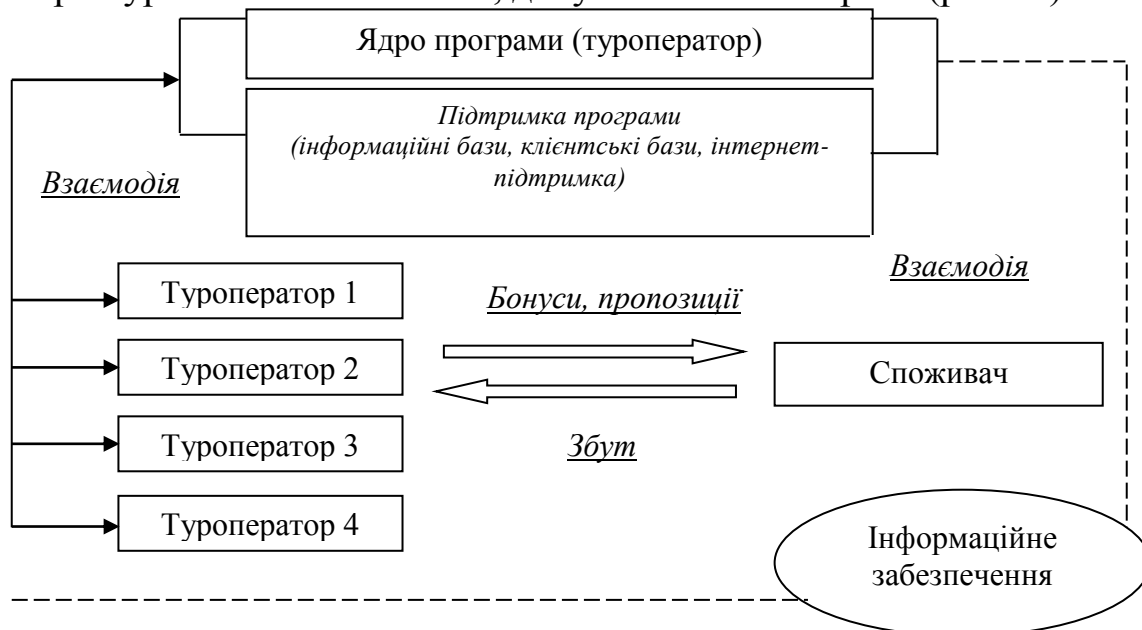 Ядро програми (туроператор)
Підтримка програми
(інформаційні бази, клієнтські бази, інтернет-
підтримка)
Взаємодія
Взаємодія
Туроператор 1
Бонуси, пропозиції
Туроператор 2
Споживач
Туроператор 3
Збут
Туроператор 4
Інформаційне
забезпечення